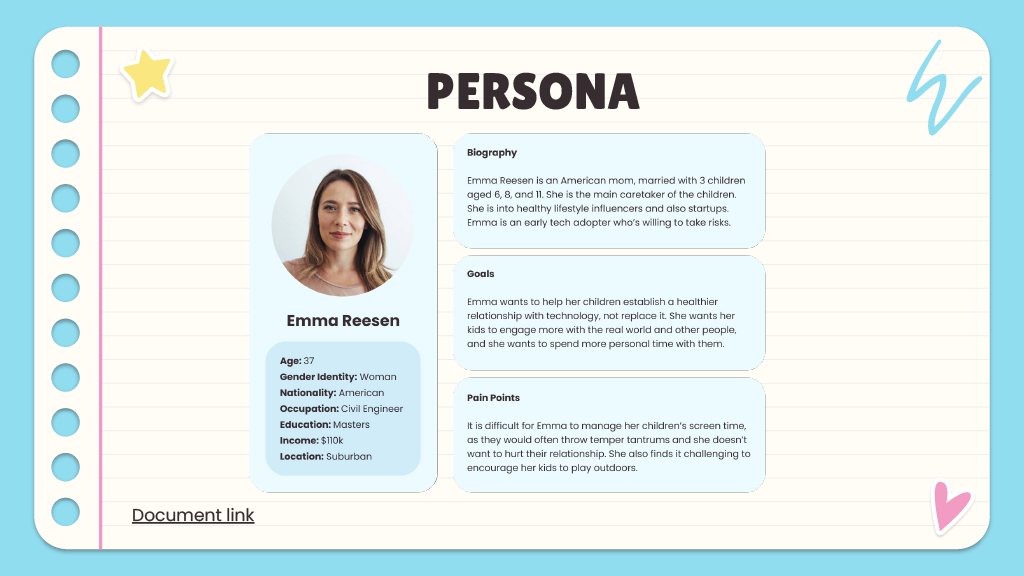 PERSONA
Emma Reesen
Age: 37
Gender Identity: Woman
Nationality: American
Occupation: Civil Engineer
Education: Masters
Income: $110k
Location: Suburban
Biography
Emma Reesen is an American mom, married with 3 children
aged 6, 8, and 11. She is the main caretaker of the children.
She is into healthy lifestyle influencers and also startups.
Emma is an early tech adopter who's willing to take risks.
Goals
Emma wants to help her children establish a healthier
relationship with technology, not replace it. She wants her
kids to engage more with the real world and other people,
and she wants to spend more personal time with them.
Pain Points
It is difficult for Emma to manage her children's screen time,
as they would often throw temper tantrums and she doesn't
want to hurt their relationship. She also finds it challenging to
encourage her kids to play outdoors.
Document link